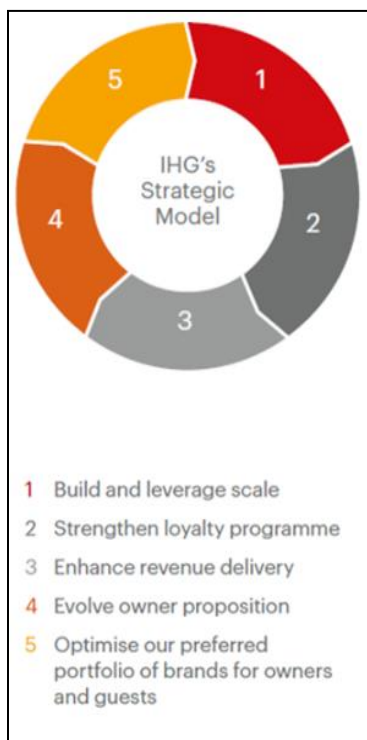 5
1
IHG's
Strategic
Model
4
2
3
1 Build and leverage scale
2 Strengthen loyalty programme
3 Enhance revenue delivery
4 Evolve owner proposition
5 Optimise our preferred
portfolio of brands for owners
and guests